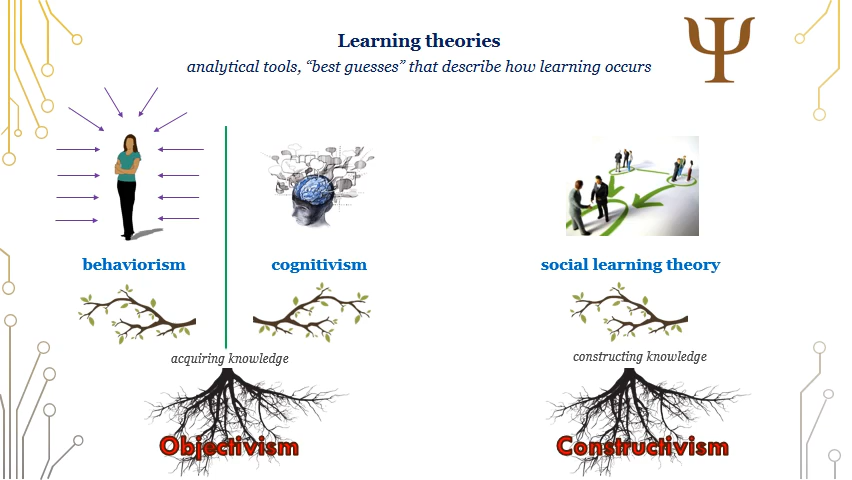 Learning theories
analytical tools, “best guesses” that describe how learning occurs
Ψ
behaviorism
cognitivism
social learning theory
acquiring knowledge
constructing knowledge
Objectivism
Constructivism